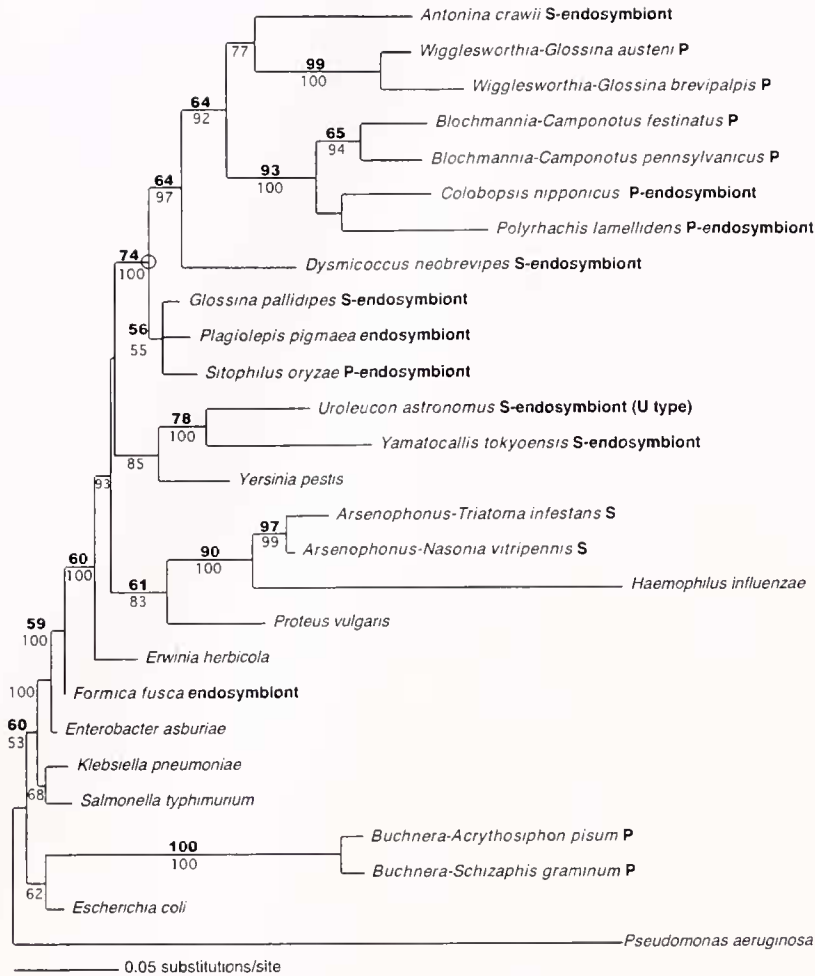 Antonina crawii S-endosymbiont
77
99
100
Wigglesworthia-Glossina austeni P
Wigglesworthia-Glossina brevipalpis P
64
92
65
94
Blochmannia-Camponotus festinatus P
Blochmannia-Camponotus pennsylvanicus P
93
100
64
97
Colobopsis nipponicus P-endosymbiont
Polyrhachis lamellidens P-endosymbiont
74
100
Dysmicoccus neobrevipes S-endosymbiont
Glossina pallidipes S-endosymbiont
56
55
Plagiolepis pigmaea endosymbiont
Sitophilus oryzae P-endosymbiont
78
100
Uroleucon astronomus S-endosymbiont (U type)
Yamatocallis tokyoensis S-endosymbiont
85
93
Yersinia pestis
97
99
Arsenophonus-Triatoma infestans S
Arsenophonus-Nasonia vitripennis S
90
100
60
100
61
83
Haemophilus influenzae
Proteus vulgaris
59
100
Erwinia herbicola
100
Formica fusca endosymbiont
60
53
Enterobacter asburiae
Klebsiella pneumoniae
68
Salmonella typhimurium
100
100
Buchnera-Acrythosiphon pisum P
Buchnera-Schizaphis graminum P
62
Escherichia coli
Pseudomonas aeruginosa
0.05 substitutions/site